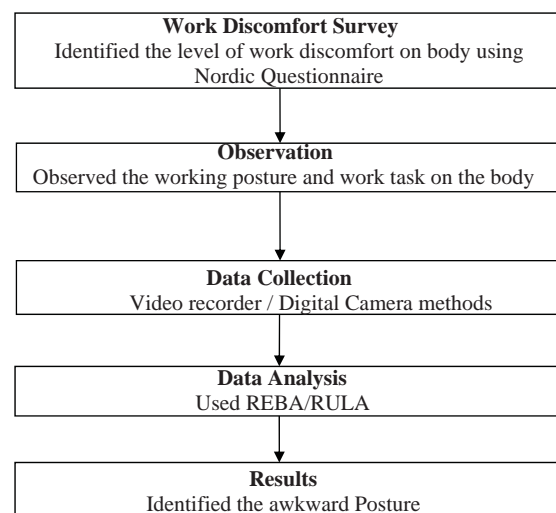 Work Discomfort Survey
Identified the level of work discomfort on body using
Nordic Questionnaire
Observation
Observed the working posture and work task on the body
Data Collection
Video recorder / Digital Camera methods
Data Analysis
Used REBA/RULA
Results
Identified the awkward Posture